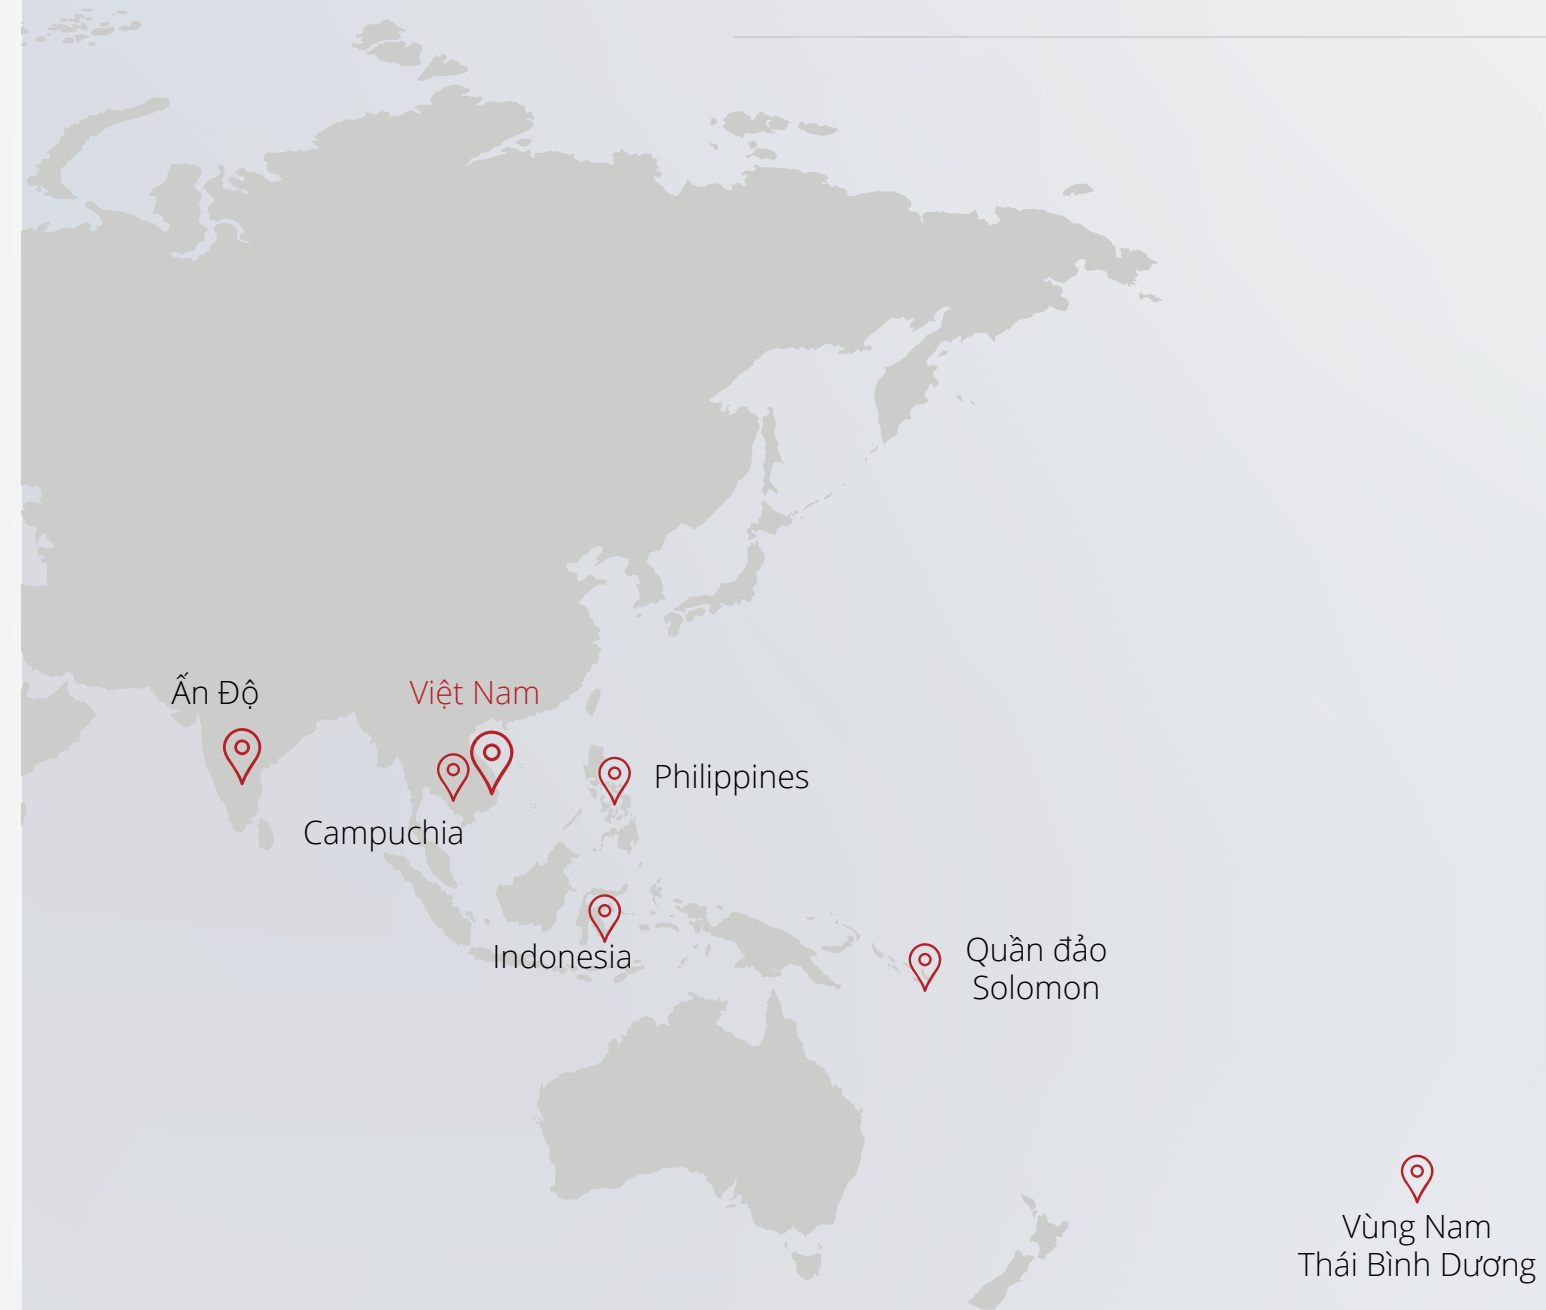 Ấn Độ
Việt Nam
Philippines
Campuchia
Indonesia
Quần đảo
Solomon
Vùng Nam
Thái Bình Dương